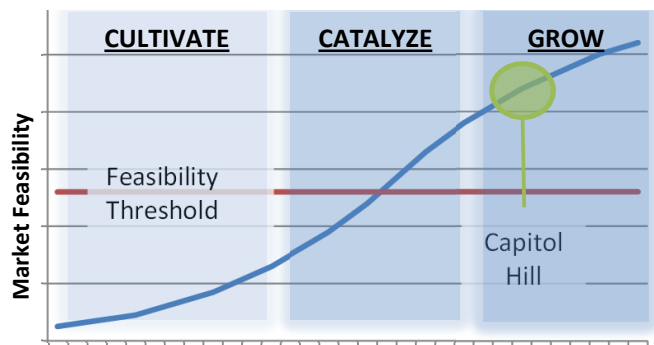 CULTIVATE
CATALYZE
GROW
Market Feasibility
Feasibility
Threshold
Capitol
Hill